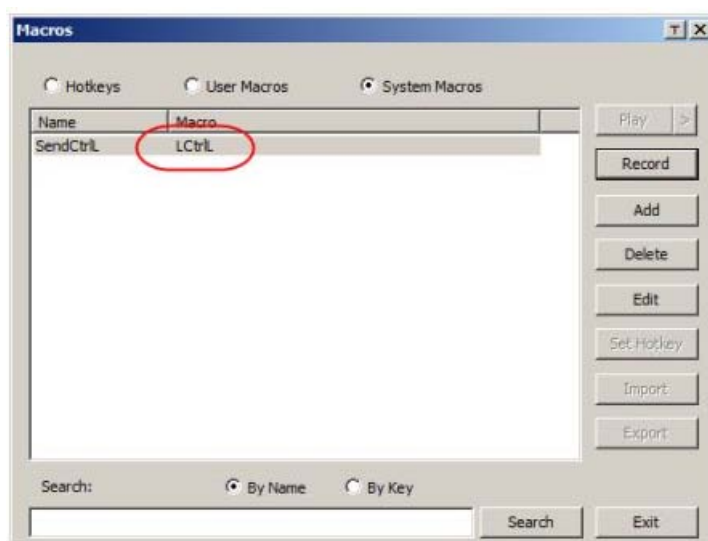 Macros
Hotkeys User Macros System Macros
Name Macro Play >
SendCtrlL LCtrlL
Record
Add
Delete
Edit
Set Hotkey
Import
Export
Search: By Name By Key
Search Exit